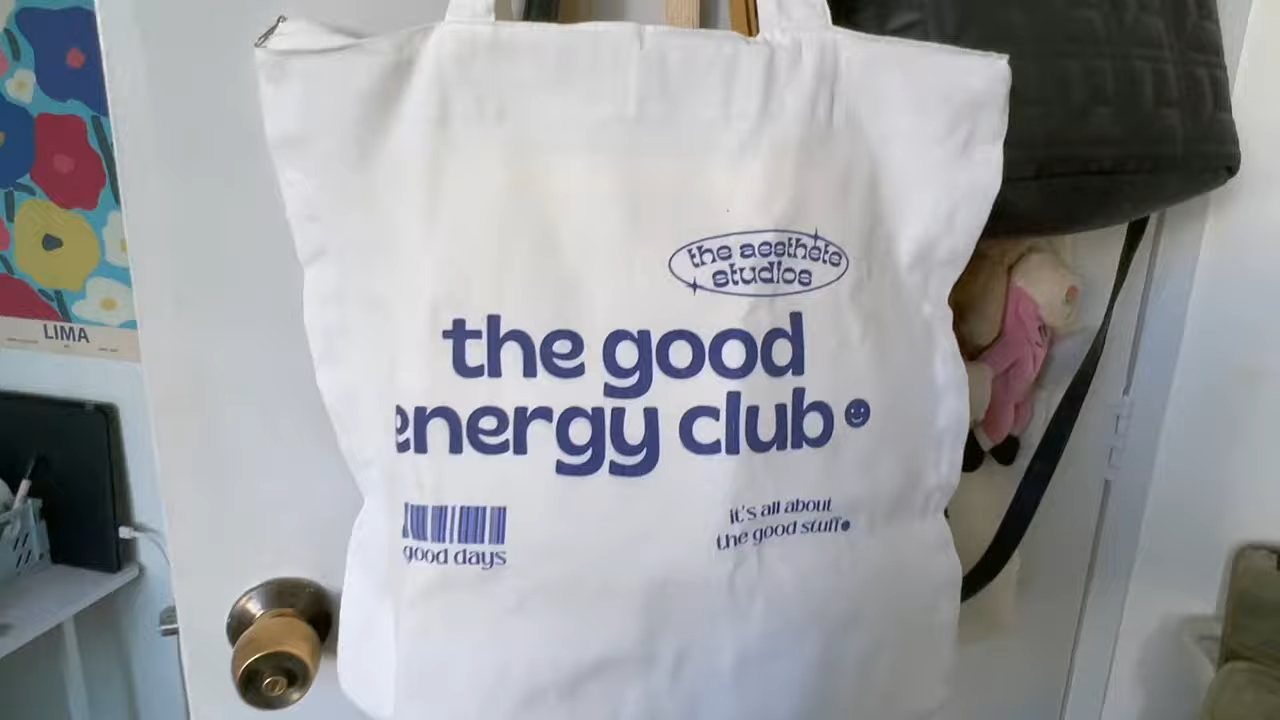 the aesthete
studios
the good
energy club
good days
it's all about
the good stuff
LIMA